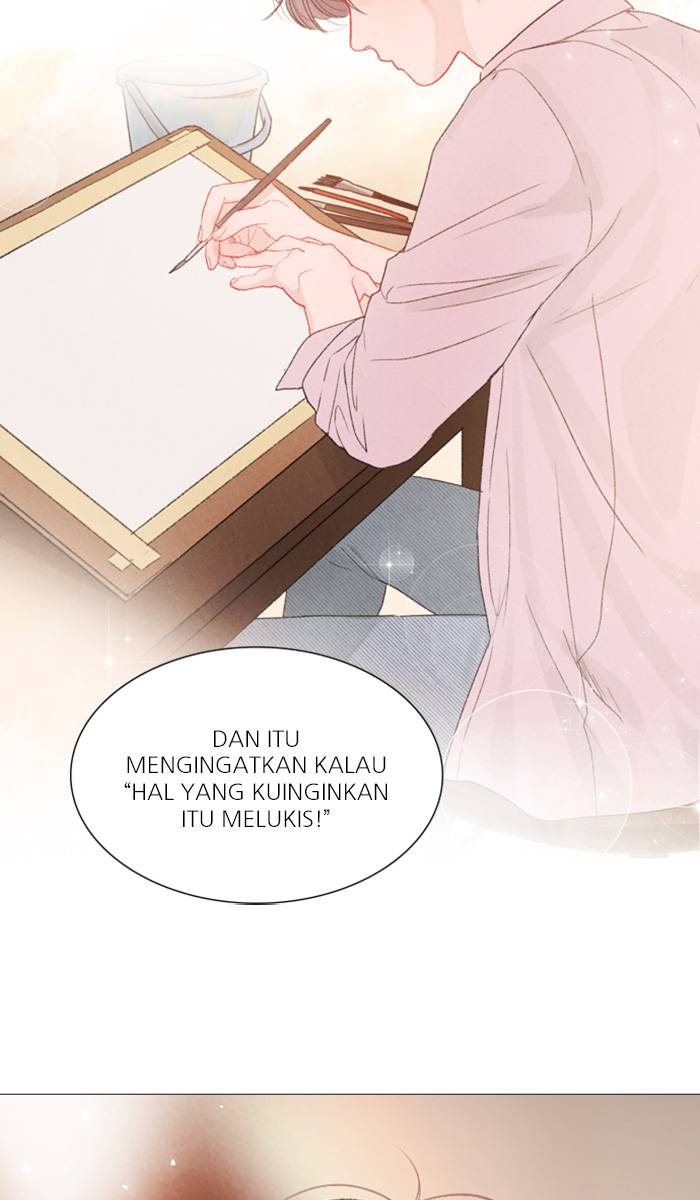 DAN ITU
MENGINGATKAN KALAU
“HAL YANG KUINGINKAN
ITU MELUKIS!”